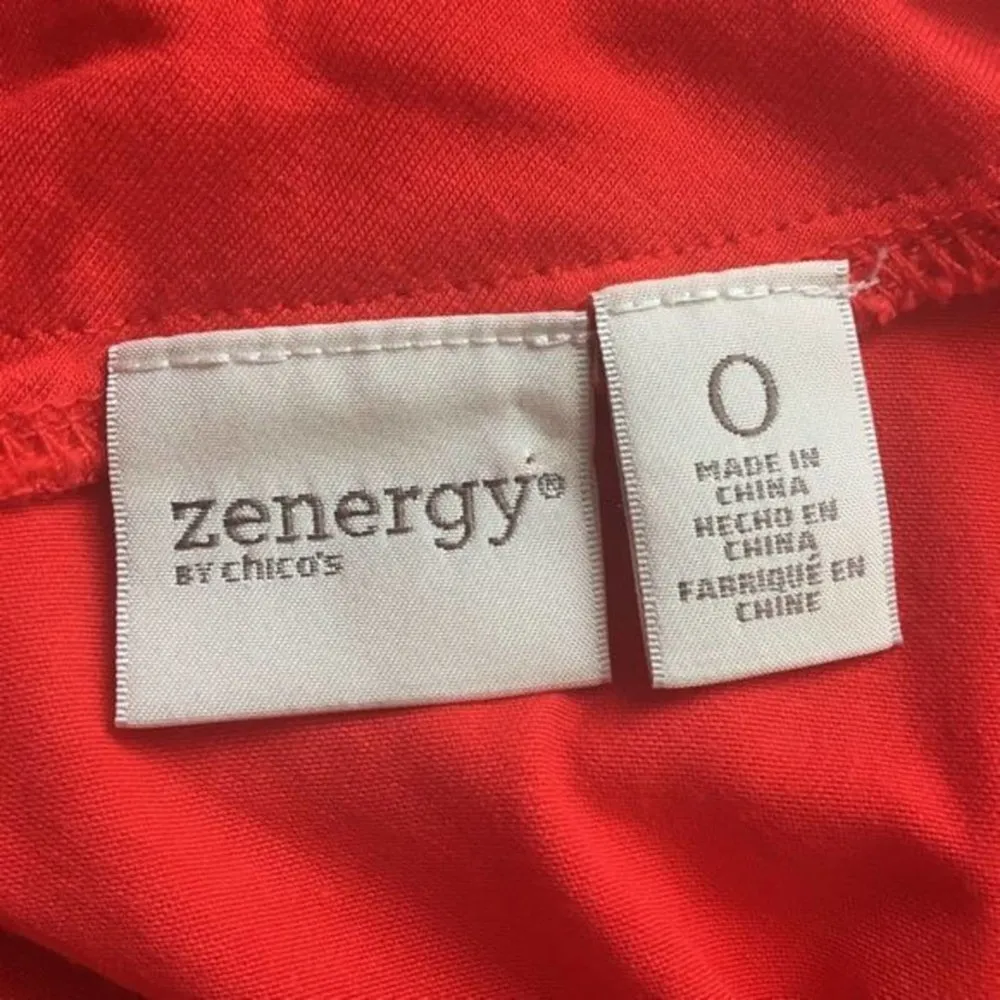 zenergy®
BY chico's
0
MADE IN
CHINA
HECHO EN
CHINA
FABRIQUÉ EN
CHINE